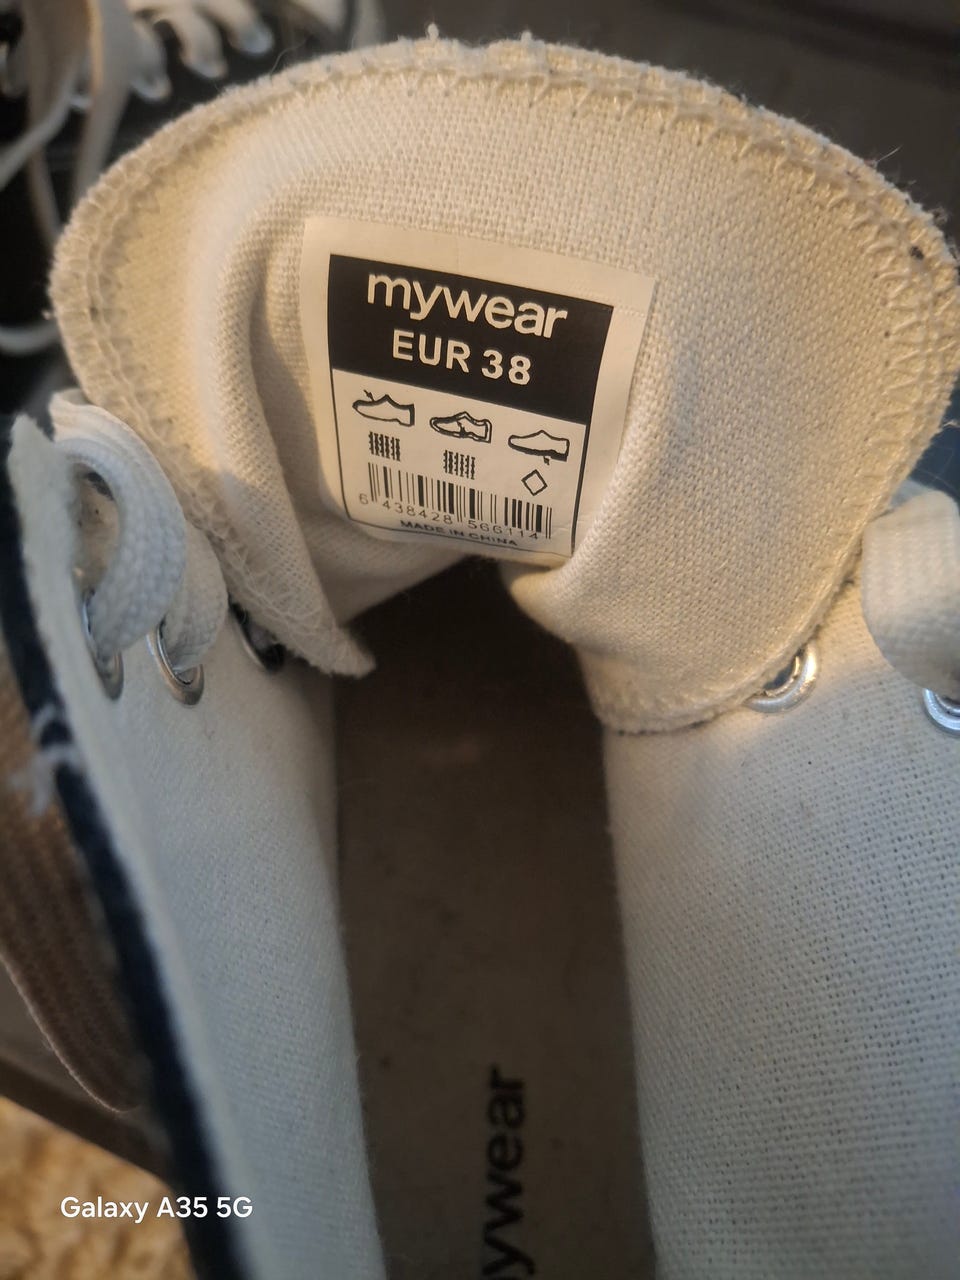 mywear
EUR 38
6 438428 566114
MADE IN CHINA
mywear
Galaxy A35 5G